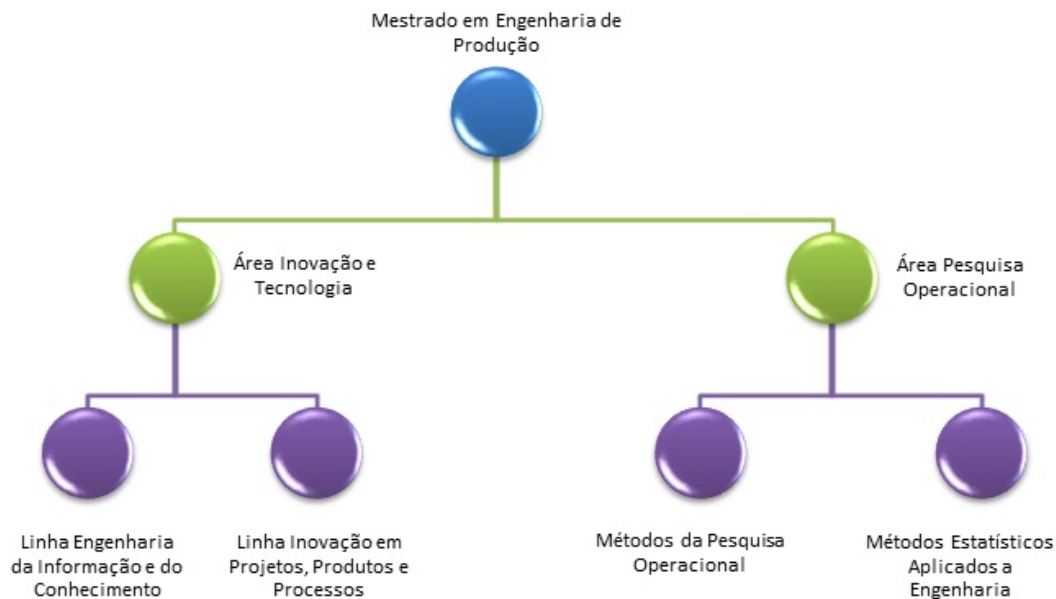 Mestrado em Engenharia de
Produção
Área Inovação e
Tecnologia
Área Pesquisa
Operacional
Linha Engenharia
da Informação e do
Conhecimento
Linha Inovação em
Projetos, Produtos e
Processos
Métodos da Pesquisa
Operacional
Métodos Estatísticos
Aplicados a
Engenharia